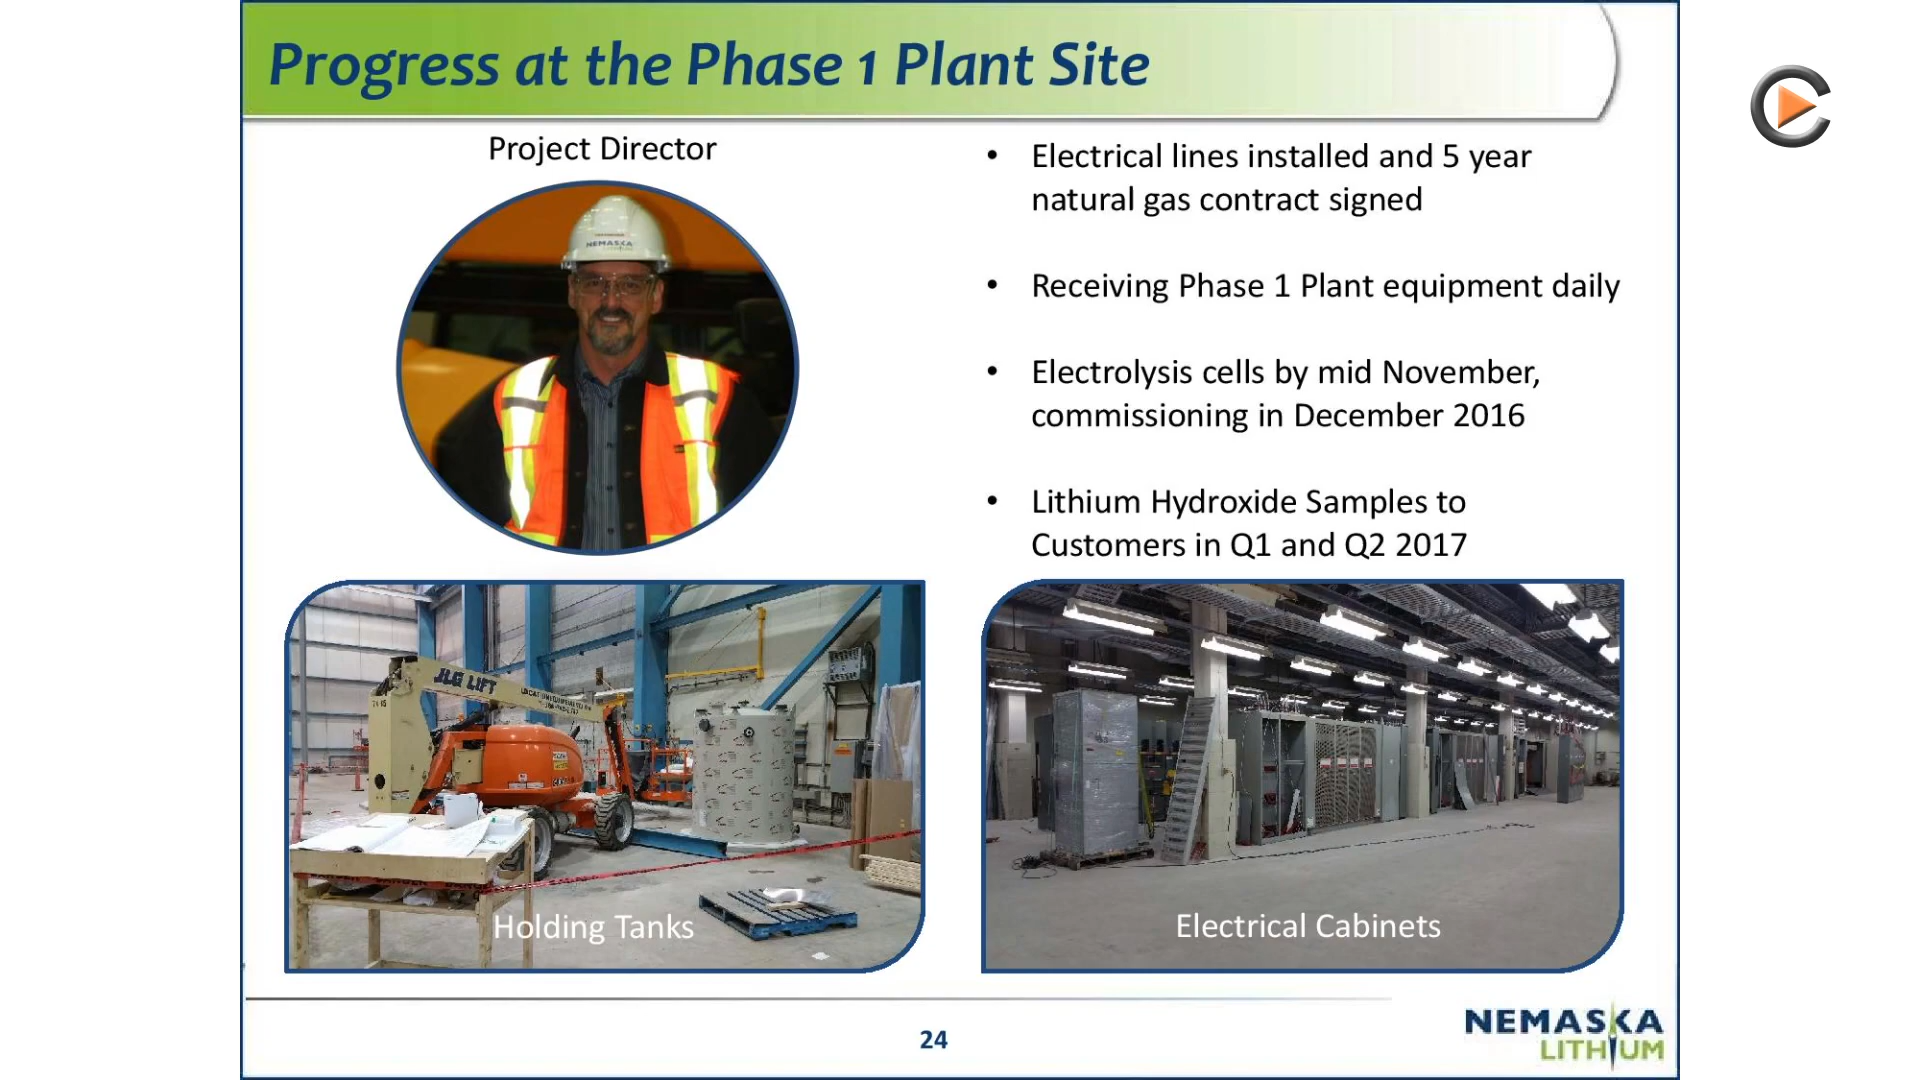 Progress at the Phase 1 Plant Site
Project Director
NEMASKA
LITHIUM
• Electrical lines installed and 5 year
natural gas contract signed
• Receiving Phase 1 Plant equipment daily
• Electrolysis cells by mid November,
commissioning in December 2016
• Lithium Hydroxide Samples to
Customers in Q1 and Q2 2017
JLG LIFT
Holding Tanks
Electrical Cabinets
24
NEMASKA
LITHIUM